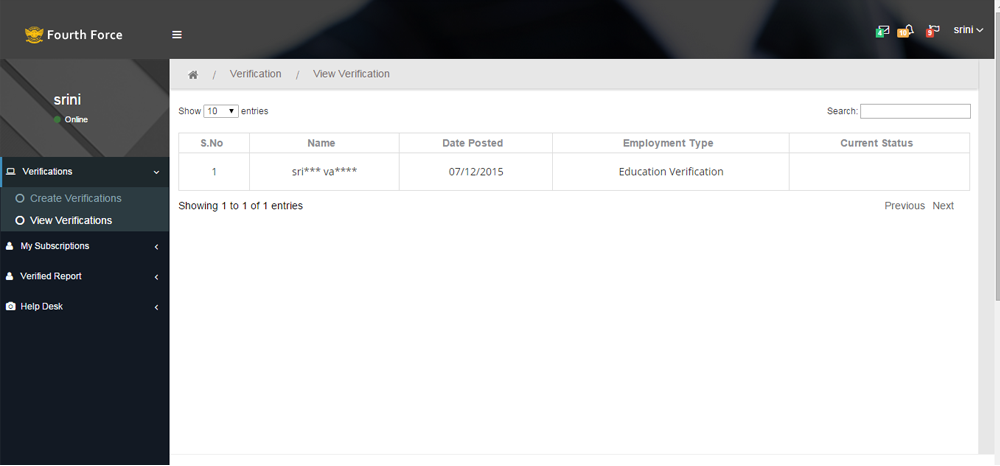 Fourth Force
4 10 9 srini
srini
Online
Verifications
Create Verifications
View Verifications
My Subscriptions
Verified Report
Help Desk
/ Verification / View Verification
Show 10 entries Search:
S.No Name Date Posted Employment Type Current Status
1 sri*** va**** 07/12/2015 Education Verification
Showing 1 to 1 of 1 entries Previous Next